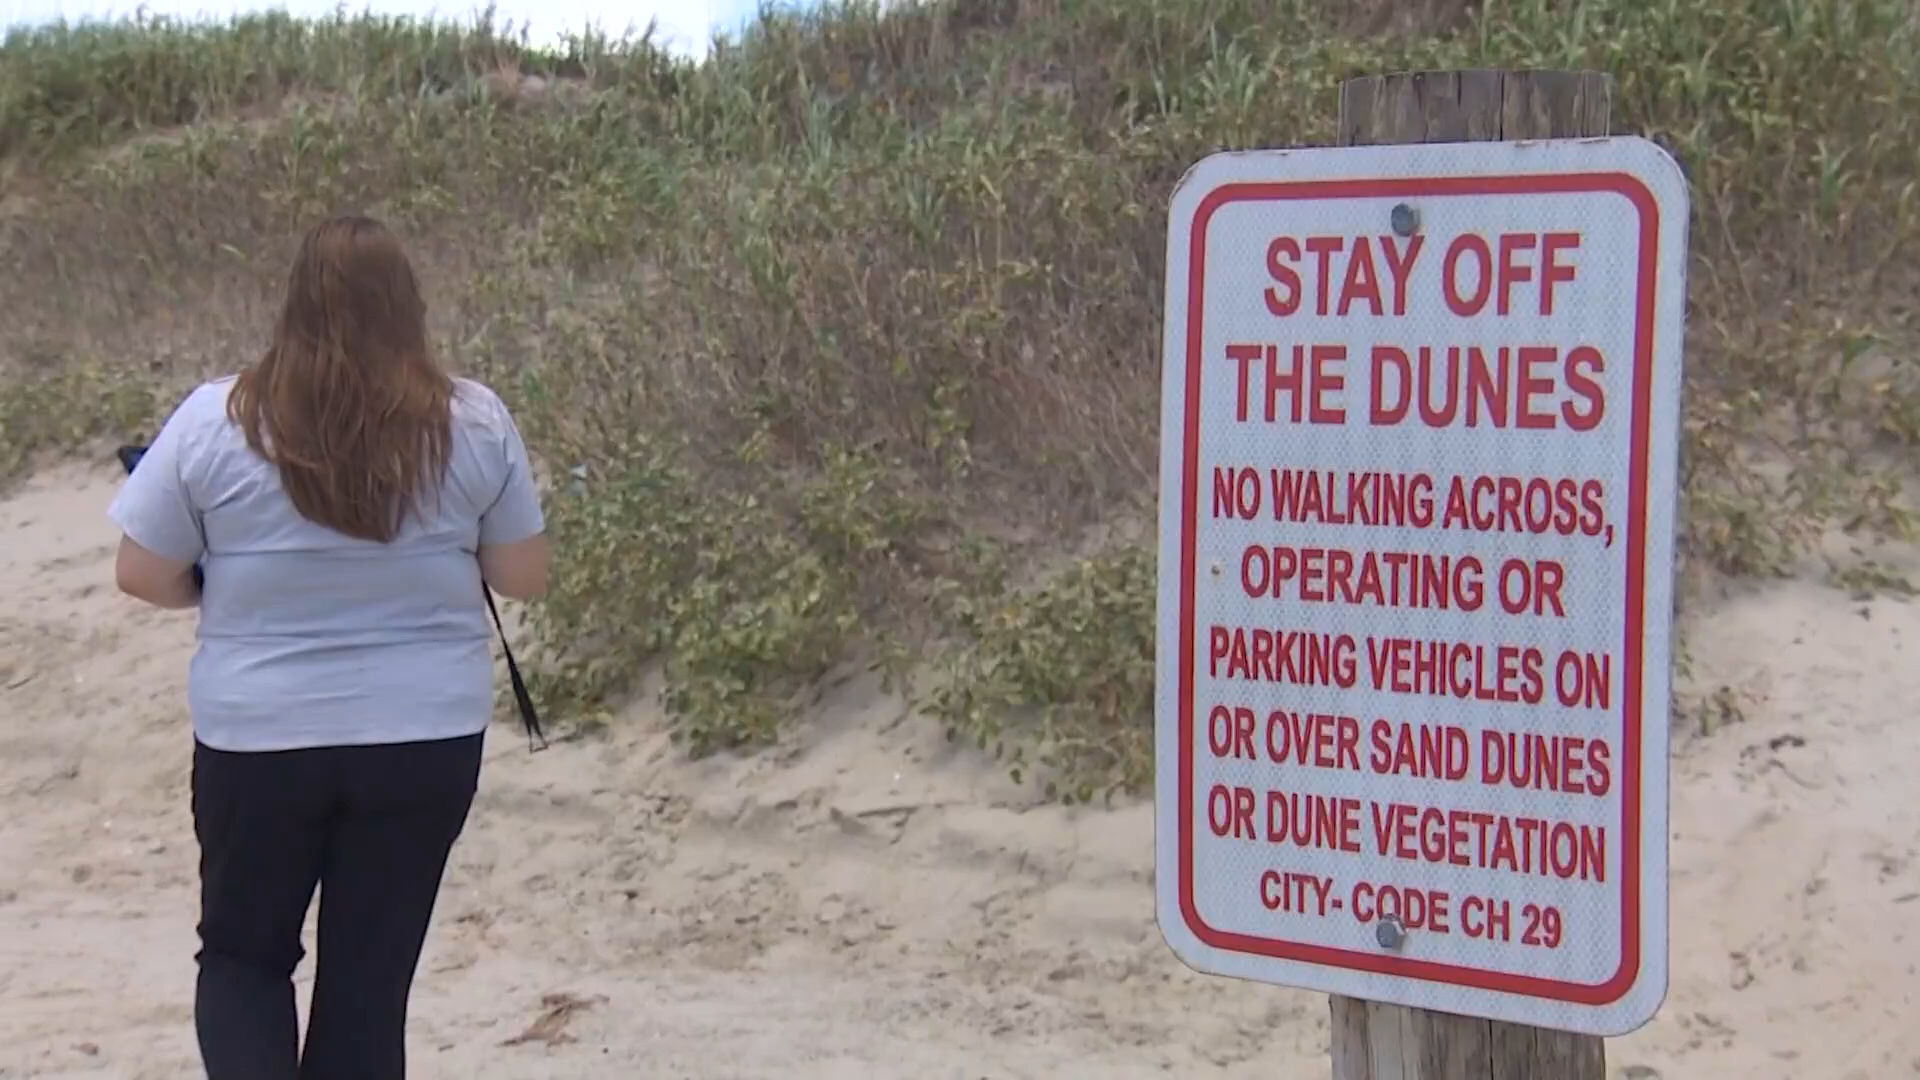 STAY OFF
THE DUNES
NO WALKING ACROSS,
OPERATING OR
PARKING VEHICLES ON
OR OVER SAND DUNES
OR DUNE VEGETATION
CITY- CODE CH 29